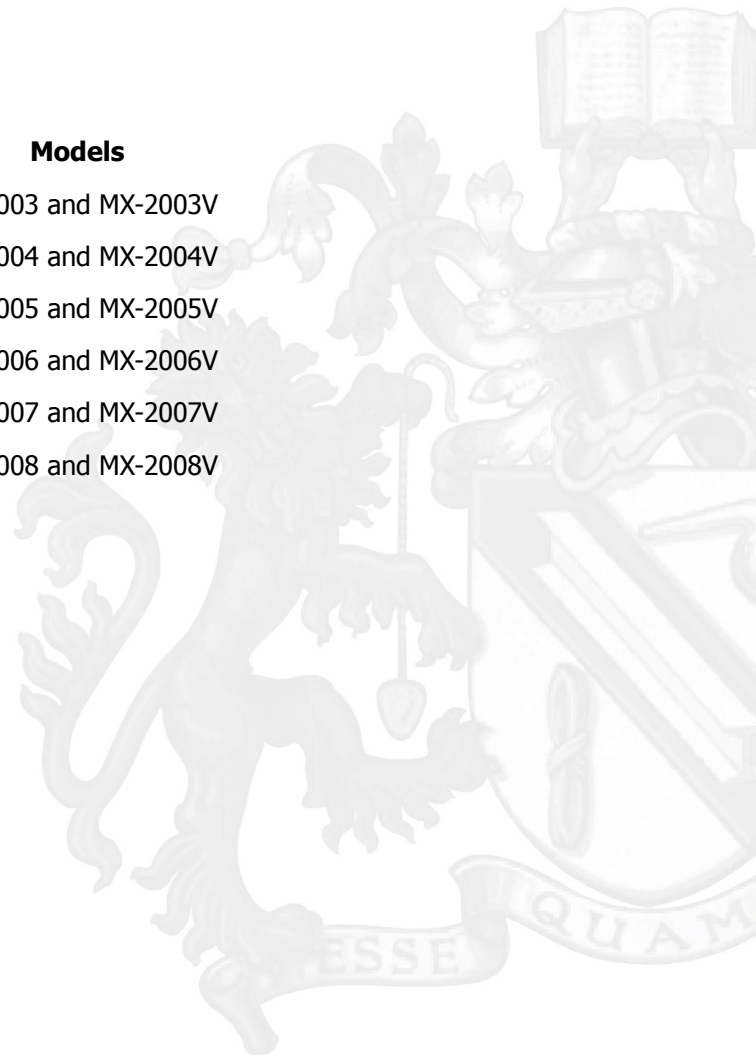 Models
003 and MX-2003V
004 and MX-2004V
005 and MX-2005V
006 and MX-2006V
007 and MX-2007V
008 and MX-2008V
ESSE QUAM